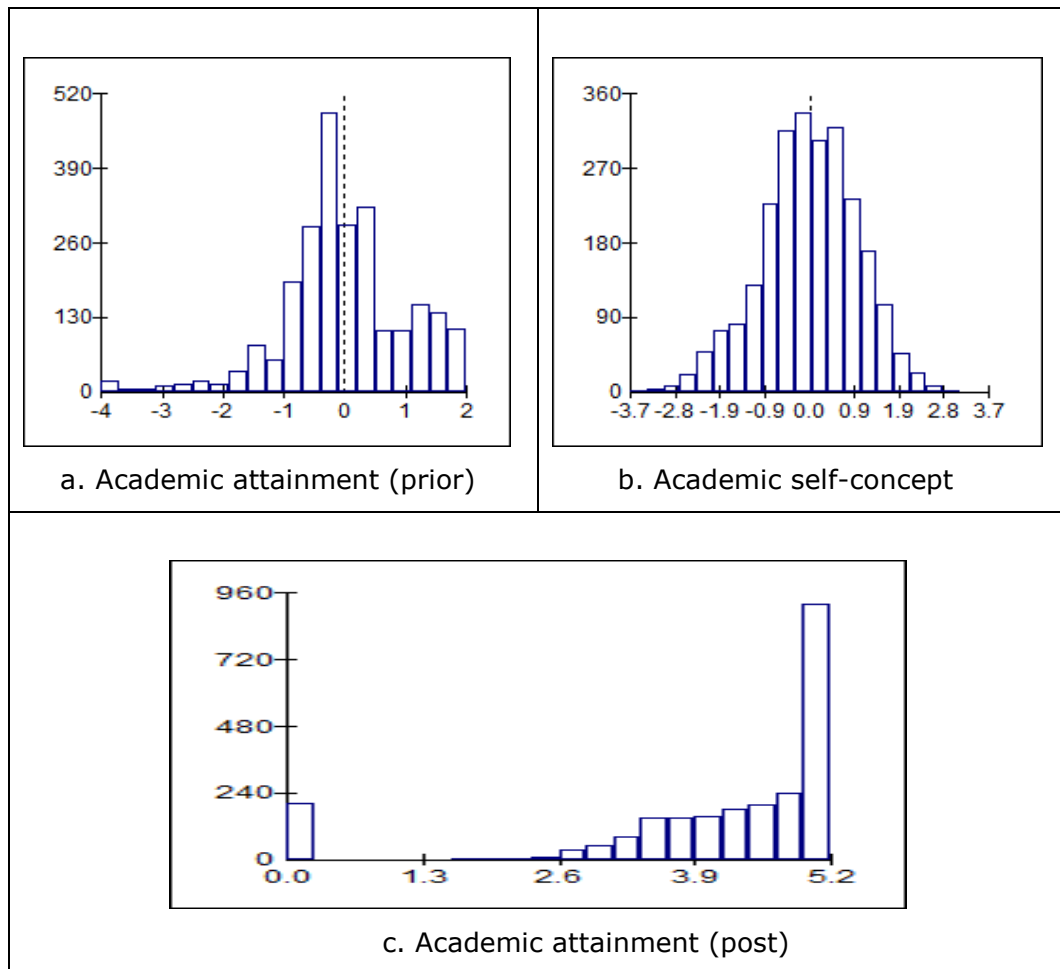 520
390
260
130
0
-4 -3 -2 -1 0 1 2
a. Academic attainment (prior)
360
270
180
90
0
-3.7 -2.8 -1.9 -0.9 0.0 0.9 1.9 2.8 3.7
b. Academic self-concept
960
720
480
240
0
0.0 1.3 2.6 3.9 5.2
c. Academic attainment (post)